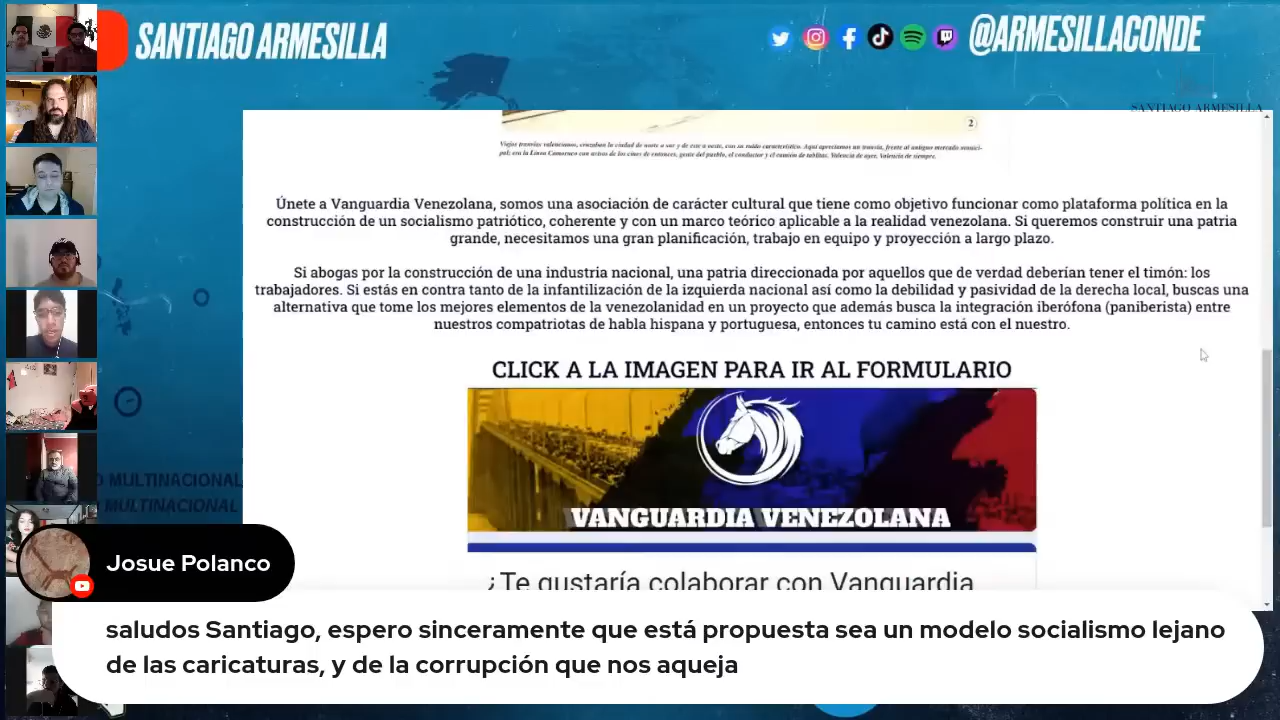 SANTIAGO ARMESILLA
@ARMESILLACONDE
SANTIAGO ARMESILLA
2
Únete a Vanguardia Venezolana, somos una asociación de carácter cultural que tiene como objetivo funcionar como plataforma política en la
construcción de un socialismo patriótico, coherente y con un marco teórico aplicable a la realidad venezolana. Si queremos construir una patria
grande, necesitamos una gran planificación, trabajo en equipo y proyección a largo plazo.
Si abogas por la construcción de una industria nacional, una patria direccionada por aquellos que de verdad deberían tener el timón: los
trabajadores. Si estás en contra tanto de la infantilización de la izquierda nacional así como la debilidad y pasividad de la derecha local, buscas una
alternativa que tome los mejores elementos de la venezolanidad en un proyecto que además busca la integración iberófona (paniberista) entre
nuestros compatriotas de habla hispana y portuguesa, entonces tu camino está con el nuestro.
CLICK A LA IMAGEN PARA IR AL FORMULARIO
VANGUARDIA VENEZOLANA
¿Te gustaría colaborar con Vanguardia
O MULTINACIONAL
MULTINACIONAL
Josue Polanco
saludos Santiago, espero sinceramente que está propuesta sea un modelo socialismo lejano
de las caricaturas, y de la corrupción que nos aqueja